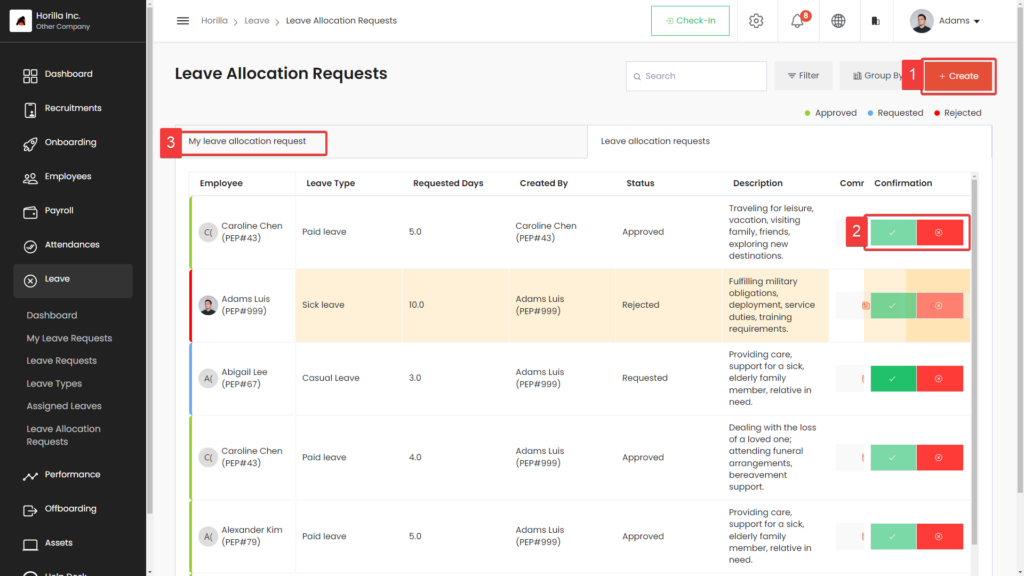 Horilla Inc.
Other Company
Dashboard
Recruitments
Onboarding
Employees
Payroll
Attendances
Leave
Dashboard
My Leave Requests
Leave Requests
Leave Types
Assigned Leaves
Leave Allocation
Requests
Performance
Offboarding
Assets
Help Desk
Horilla > Leave > Leave Allocation Requests
Check-In
8
Adams
Leave Allocation Requests
Search
Filter
Group By
1
+ Create
Approved
Requested
Rejected
3
My leave allocation request
Leave allocation requests
Employee Leave Type Requested Days Created By Status Description Comr Confirmation
C(
Caroline Chen
(PEP#43)
Paid leave
5.0
Caroline Chen
(PEP#43)
Approved
Traveling for leisure,
vacation, visiting
family, friends,
exploring new
destinations.
2
Adams Luis
(PEP#999)
Sick leave
10.0
Adams Luis
(PEP#999)
Rejected
Fulfilling military
obligations,
deployment, service
duties, training
requirements.
A(
Abigail Lee
(PEP#67)
Casual Leave
3.0
Adams Luis
(PEP#999)
Requested
Providing care,
support for a sick,
elderly family
member, relative in
need.
C(
Caroline Chen
(PEP#43)
Paid leave
4.0
Adams Luis
(PEP#999)
Approved
Dealing with the loss
of a loved one;
attending funeral
arrangements,
bereavement
support.
A(
Alexander Kim
(PEP#79)
Paid leave
5.0
Adams Luis
(PEP#999)
Approved
Providing care,
support for a sick,
elderly family
member, relative in
need.